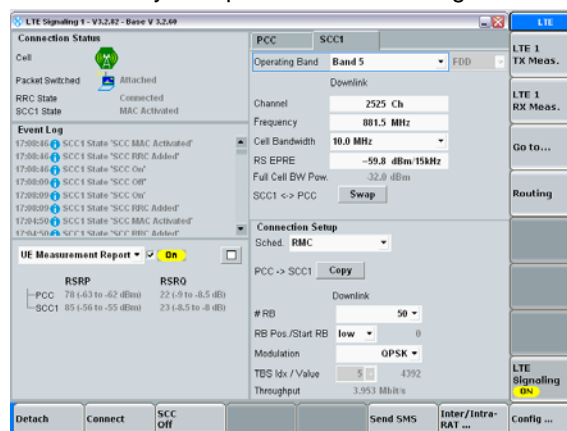 LTE Signaling 1 - V3.2.82 - Base V 3.2.60
LTE
Connection Status
Cell
Packet Switched Attached
RRC State Connected
SCC1 State MAC Activated
Event Log
17:08:46 SCC1 State 'SCC MAC Activated'
17:08:46 SCC1 State 'SCC RRC Added'
17:08:46 SCC1 State 'SCC On'
17:08:09 SCC1 State 'SCC Off'
17:08:09 SCC1 State 'SCC On'
17:08:09 SCC1 State 'SCC RRC Added'
17:04:50 SCC1 State 'SCC MAC Activated'
17:04:50 SCC1 State 'SCC RRC Added'
UE Measurement Report On
RSRP RSRQ
PCC 78 (-63 to -62 dBm) 22 (-9 to -8.5 dB)
SCC1 85 (-56 to -55 dBm) 23 (-8.5 to -8 dB)
PCC SCC1
Operating Band Band 5 FDD
Downlink
Channel 2525 Ch
Frequency 881.5 MHz
Cell Bandwidth 10.0 MHz
RS EPRE -59.8 dBm/15kHz
Full Cell BW Pow. -32.0 dBm
SCC1 <-> PCC Swap
Connection Setup
Sched. RMC
PCC -> SCC1 Copy
Downlink
# RB 50
RB Pos./Start RB low 0
Modulation QPSK
TBS Idx / Value 5 4392
Throughput 3.953 Mbit/s
LTE 1
TX Meas.
LTE 1
RX Meas.
Go to...
Routing
LTE
Signaling
ON
Detach
Connect
SCC
Off
Send SMS
Inter/Intra-
RAT ...
Config ...